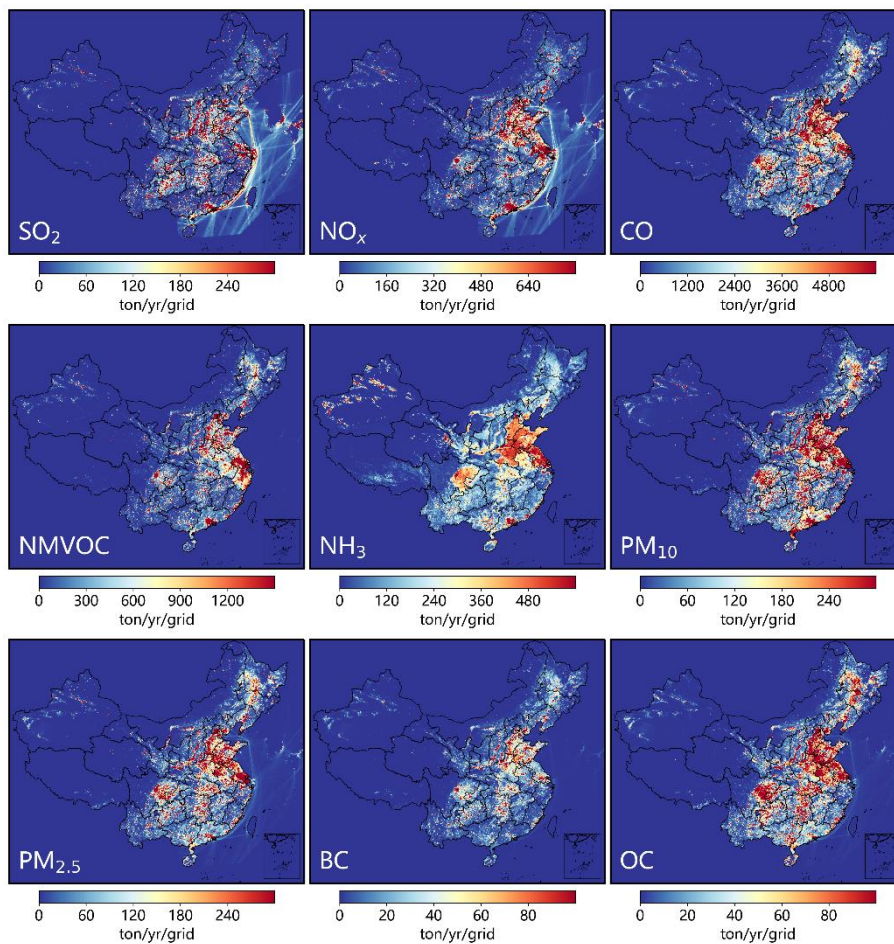 SO₂ NOₓ CO
0 60 120 180 240 0 160 320 480 640 0 1200 2400 3600 4800
ton/yr/grid ton/yr/grid ton/yr/grid
NMVOC NH₃ PM₁₀
0 300 600 900 1200 0 120 240 360 480 0 60 120 180 240
ton/yr/grid ton/yr/grid ton/yr/grid
PM₂.₅ BC OC
0 60 120 180 240 0 20 40 60 80 0 20 40 60 80
ton/yr/grid ton/yr/grid ton/yr/grid